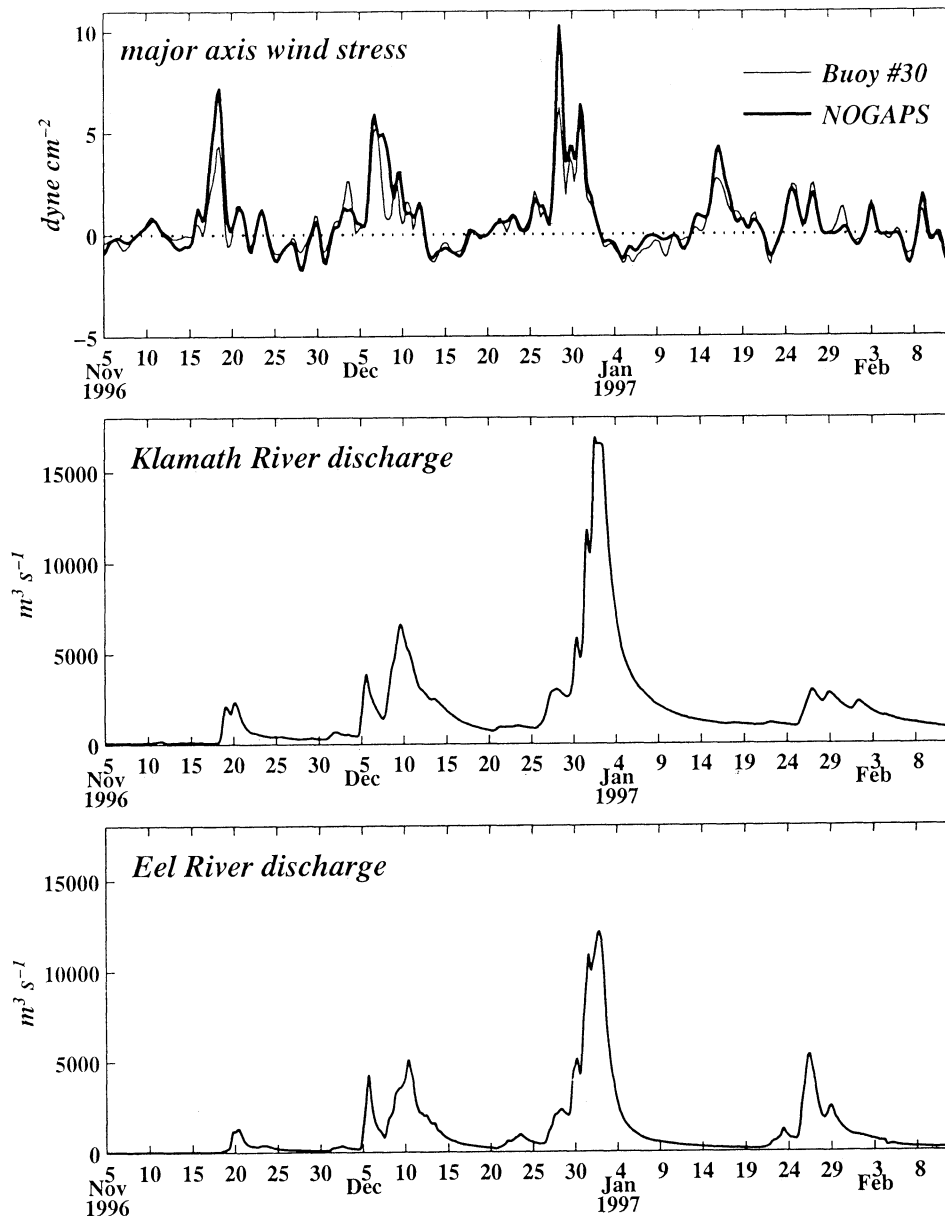 major axis wind stress
Buoy #30
NOGAPS
dyne cm⁻²
10
5
0
−5
5 10 15 20 25 30 5 10 15 20 25 30 4 9 14 19 24 29 3 8
Nov Dec Jan Feb
1996 1997
Klamath River discharge
m³ s⁻¹
15000
10000
5000
0
5 10 15 20 25 30 5 10 15 20 25 30 4 9 14 19 24 29 3 8
Nov Dec Jan Feb
1996 1997
Eel River discharge
m³ s⁻¹
15000
10000
5000
0
5 10 15 20 25 30 5 10 15 20 25 30 4 9 14 19 24 29 3 8
Nov Dec Jan Feb
1996 1997